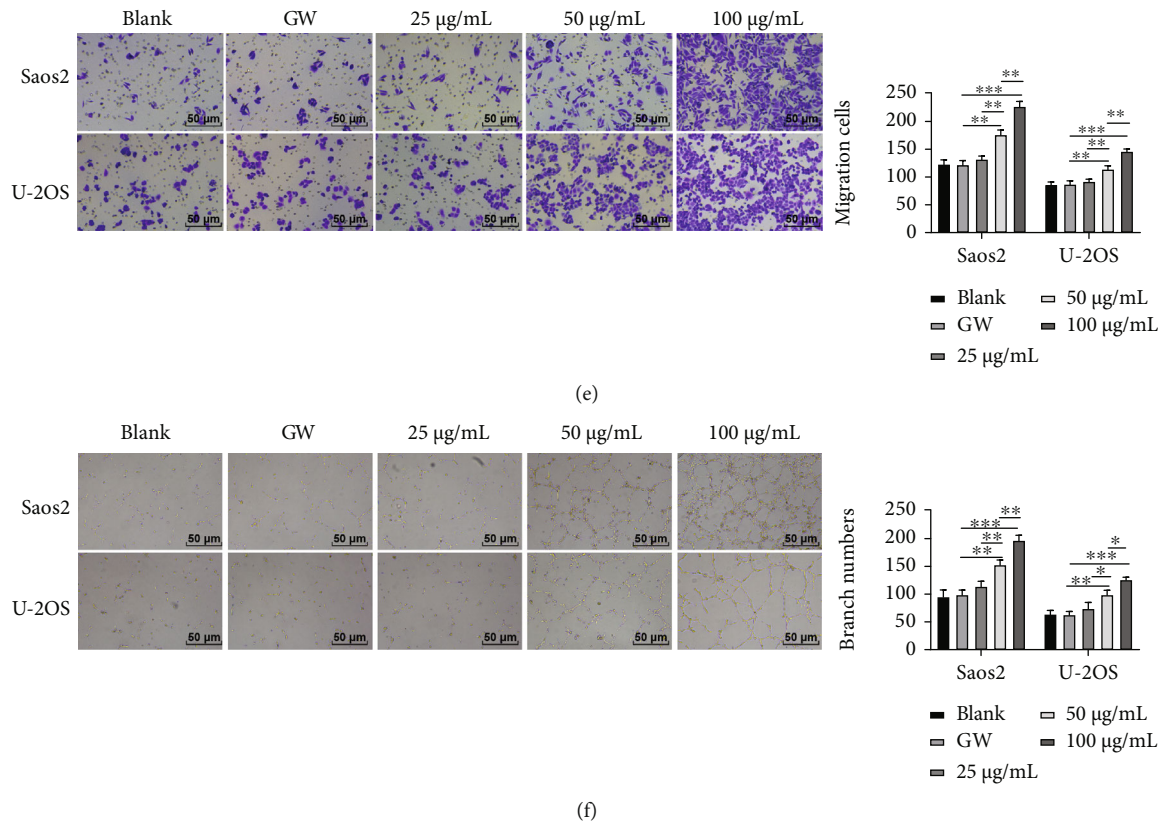 Blank GW 25 μg/mL 50 μg/mL 100 μg/mL
Saos2
50 μm 50 μm 50 μm 50 μm 50 μm
U-2OS
50 μm 50 μm 50 μm 50 μm 50 μm
Migration cells
250
200
150
100
50
0
** *** ** **
** *** ** **
Saos2 U-2OS
Blank 50 μg/mL
GW 100 μg/mL
25 μg/mL
(e)
Blank GW 25 μg/mL 50 μg/mL 100 μg/mL
Saos2
50 μm 50 μm 50 μm 50 μm 50 μm
U-2OS
50 μm 50 μm 50 μm 50 μm 50 μm
Branch numbers
250
200
150
100
50
0
** *** ** **
* *** * **
Saos2 U-2OS
Blank 50 μg/mL
GW 100 μg/mL
25 μg/mL
(f)